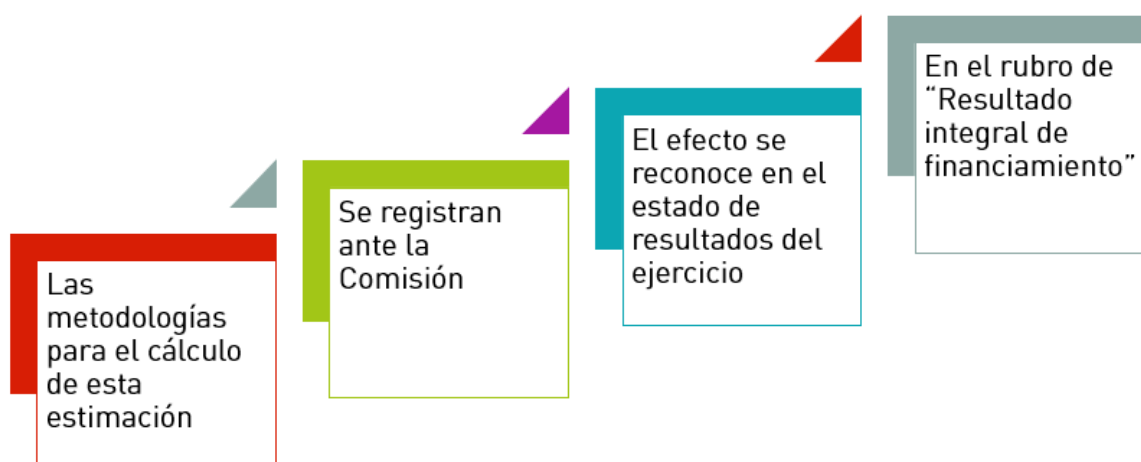 Las
metodologías
para el cálculo
de esta
estimación
Se registran
ante la
Comisión
El efecto se
reconoce en el
estado de
resultados del
ejercicio
En el rubro de
“Resultado
integral de
financiamiento”